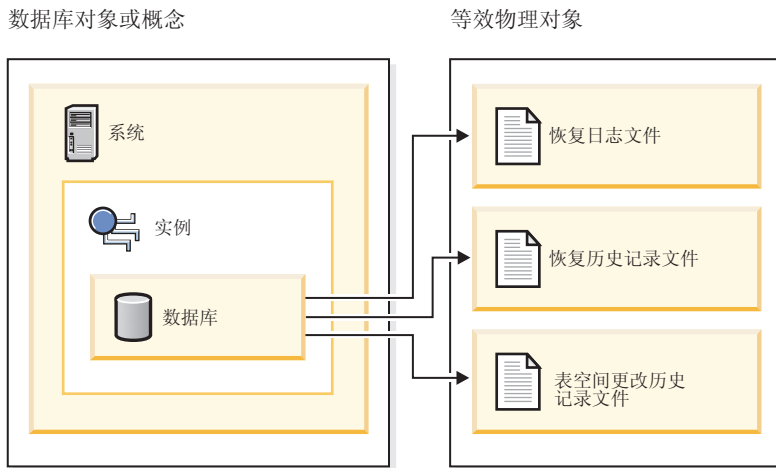 数据库对象或概念
等效物理对象
系统
实例
数据库
恢复日志文件
恢复历史记录文件
表空间更改历史
记录文件